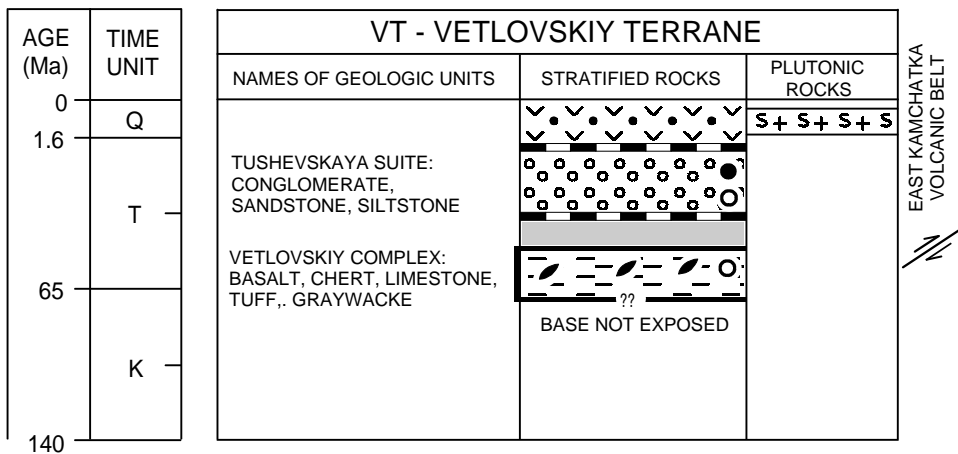 VT - VETLOVSKIY TERRANE
AGE
(Ma)
TIME
UNIT
NAMES OF GEOLOGIC UNITS
STRATIFIED ROCKS
PLUTONIC
ROCKS
EAST KAMCHATKA
VOLCANIC BELT
0
Q
S + S + S + S
1.6
TUSHEVSKAYA SUITE:
CONGLOMERATE,
SANDSTONE, SILTSTONE
T
VETLOVSKIY COMPLEX:
BASALT, CHERT, LIMESTONE,
TUFF,. GRAYWACKE
65
??
BASE NOT EXPOSED
K
140